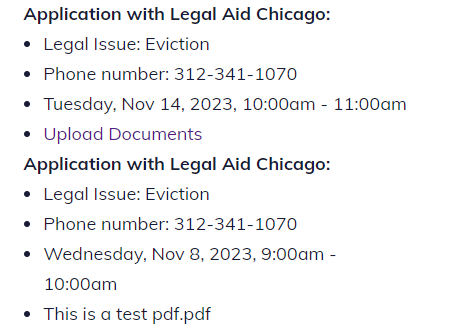 Application with Legal Aid Chicago:
• Legal Issue: Eviction
• Phone number: 312-341-1070
• Tuesday, Nov 14, 2023, 10:00am - 11:00am
• Upload Documents
Application with Legal Aid Chicago:
• Legal Issue: Eviction
• Phone number: 312-341-1070
• Wednesday, Nov 8, 2023, 9:00am -
10:00am
• This is a test pdf.pdf